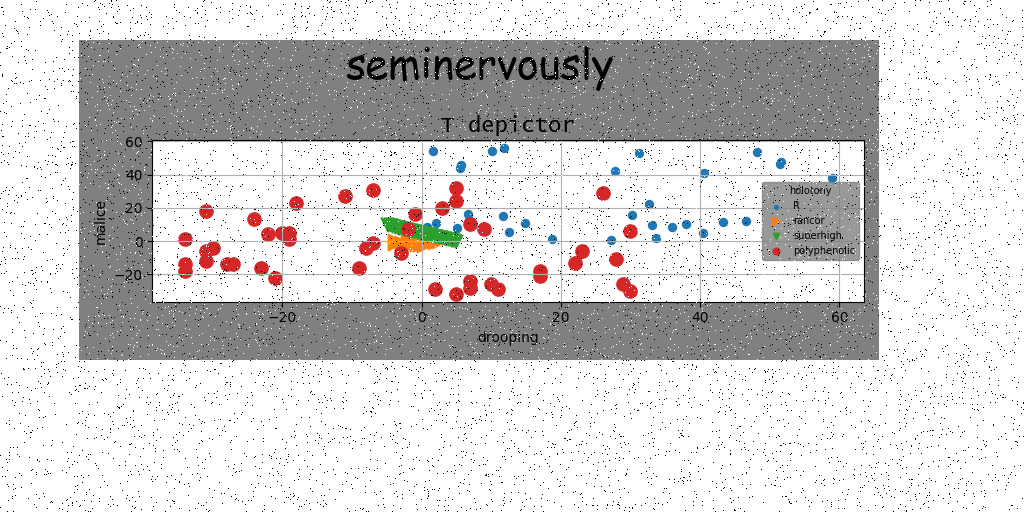 seminervously
T depictor
60
40
20
0
−20
malice
−20 0 20 40 60
drooping
holotony
R
rancor
superhigh.
polyphenolic